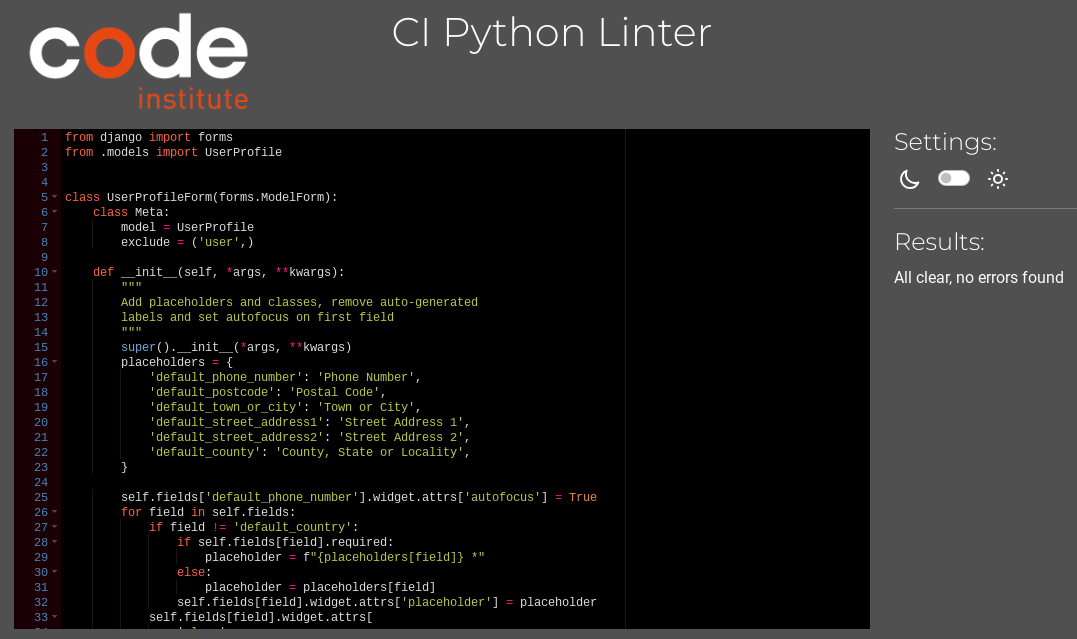 code
institute
CI Python Linter
1 from django import forms
2 from .models import UserProfile
3
4
5 class UserProfileForm(forms.ModelForm):
6     class Meta:
7         model = UserProfile
8         exclude = ('user',)
9
10     def __init__(self, *args, **kwargs):
11         """
12         Add placeholders and classes, remove auto-generated
13         labels and set autofocus on first field
14         """
15         super().__init__(*args, **kwargs)
16         placeholders = {
17             'default_phone_number': 'Phone Number',
18             'default_postcode': 'Postal Code',
19             'default_town_or_city': 'Town or City',
20             'default_street_address1': 'Street Address 1',
21             'default_street_address2': 'Street Address 2',
22             'default_county': 'County, State or Locality',
23         }
24
25         self.fields['default_phone_number'].widget.attrs['autofocus'] = True
26         for field in self.fields:
27             if field != 'default_country':
28                 if self.fields[field].required:
29                     placeholder = f"{placeholders[field]} *"
30                 else:
31                     placeholder = placeholders[field]
32                 self.fields[field].widget.attrs['placeholder'] = placeholder
33             self.fields[field].widget.attrs[
Settings:
Results:
All clear, no errors found